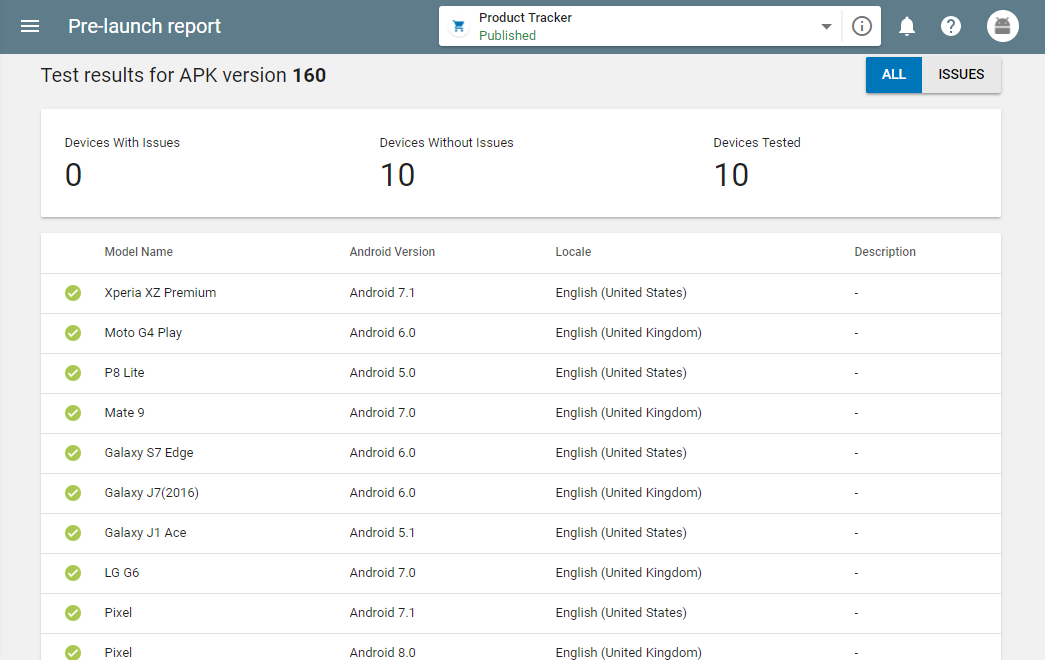 Pre-launch report
Product Tracker
Published
Test results for APK version 160
ALL ISSUES
Devices With Issues Devices Without Issues Devices Tested
0 10 10
Model Name Android Version Locale Description
Xperia XZ Premium Android 7.1 English (United States) -
Moto G4 Play Android 6.0 English (United Kingdom) -
P8 Lite Android 5.0 English (United States) -
Mate 9 Android 7.0 English (United Kingdom) -
Galaxy S7 Edge Android 6.0 English (United States) -
Galaxy J7(2016) Android 6.0 English (United Kingdom) -
Galaxy J1 Ace Android 5.1 English (United States) -
LG G6 Android 7.0 English (United Kingdom) -
Pixel Android 7.1 English (United States) -
Pixel Android 8.0 English (United Kingdom) -